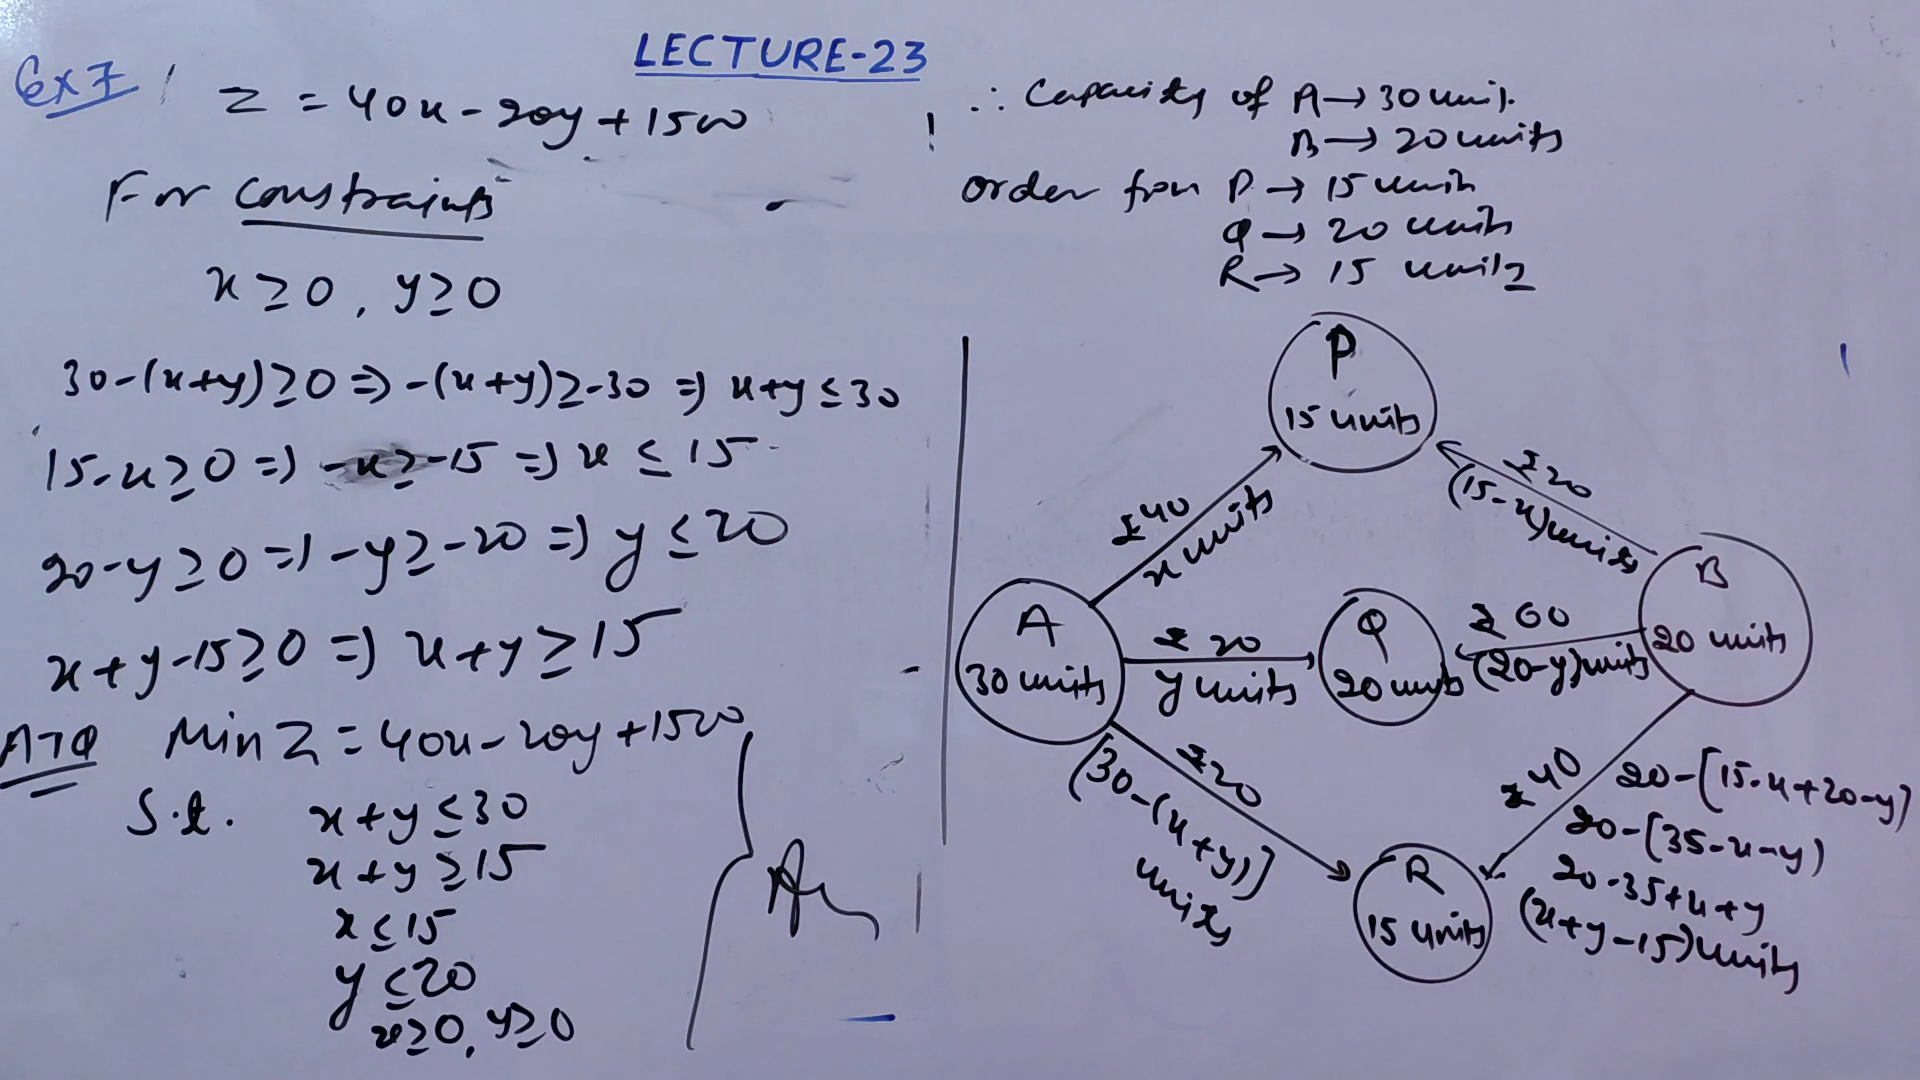 LECTURE-23
Ex 7
Z = 40x - 20y + 1500
For constraints
x ≥ 0, y ≥ 0
30-(x+y) ≥ 0 => -(x+y) ≥ -30 => x+y ≤ 30
15-x ≥ 0 => -x ≥ -15 => x ≤ 15
20-y ≥ 0 => -y ≥ -20 => y ≤ 20
x+y-15 ≥ 0 => x+y ≥ 15
ATQ Min Z = 40x - 20y + 1500
S.t. x+y ≤ 30
x+y ≥ 15
x ≤ 15
y ≤ 20
x ≥ 0, y ≥ 0
∴ Capacity of A → 30 unit.
B → 20 units
order from P → 15 units
Q → 20 units
R → 15 units
P
15 units
₹40
x units
₹20
(15-x) units
A
30 units
₹ 20
y units
Q
20 units
₹ 60
(20-y) units
B
20 units
₹20
(30-(x+y)]
units
₹40
20-[15-x+20-y]
20-[35-x-y)
20-35+x+y
(x+y-15) units
R
15 units